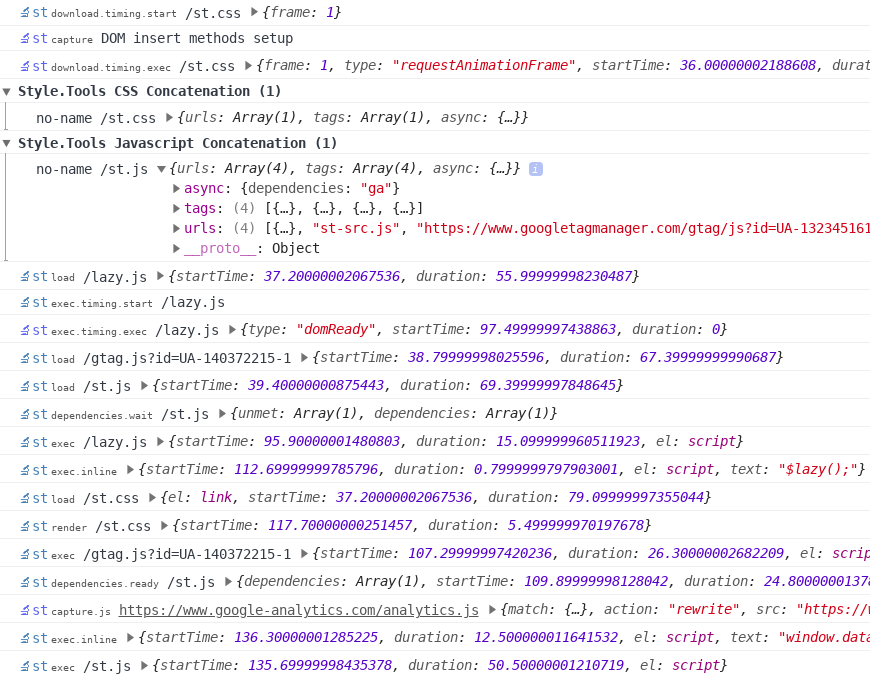 st download.timing.start /st.css ▶{frame: 1}
st capture DOM insert methods setup
st download.timing.exec /st.css ▶{frame: 1, type: "requestAnimationFrame", startTime: 36.00000002188608, durat
▼ Style.Tools CSS Concatenation (1)
no-name /st.css ▶{urls: Array(1), tags: Array(1), async: {…}}
▼ Style.Tools Javascript Concatenation (1)
no-name /st.js ▼{urls: Array(4), tags: Array(4), async: {…}} i
▶async: {dependencies: "ga"}
▶tags: (4) [{…}, {…}, {…}, {…}]
▶urls: (4) [{…}, "st-src.js", "https://www.googletagmanager.com/gtag/js?id=UA-132345161
▶__proto__: Object
st load /lazy.js ▶{startTime: 37.20000002067536, duration: 55.99999998230487}
st exec.timing.start /lazy.js
st exec.timing.exec /lazy.js ▶{type: "domReady", startTime: 97.49999997438863, duration: 0}
st load /gtag.js?id=UA-140372215-1 ▶{startTime: 38.79999998025596, duration: 67.39999999990687}
st load /st.js ▶{startTime: 39.40000000875443, duration: 69.39999997848645}
st dependencies.wait /st.js ▶{unmet: Array(1), dependencies: Array(1)}
st exec /lazy.js ▶{startTime: 95.90000001480803, duration: 15.099999960511923, el: script}
st exec.inline ▶{startTime: 112.69999999785796, duration: 0.7999999797903001, el: script, text: "$lazy();"}
st load /st.css ▶{el: link, startTime: 37.20000002067536, duration: 79.09999997355044}
st render /st.css ▶{startTime: 117.70000000251457, duration: 5.499999970197678}
st exec /gtag.js?id=UA-140372215-1 ▶{startTime: 107.29999997420236, duration: 26.30000002682209, el: scrip
st dependencies.ready /st.js ▶{dependencies: Array(1), startTime: 109.89999998128042, duration: 24.8000000137
st capture.js https://www.google-analytics.com/analytics.js ▶{match: {…}, action: "rewrite", src: "https://w
st exec.inline ▶{startTime: 136.30000001285225, duration: 12.500000011641532, el: script, text: "window.data
st exec /st.js ▶{startTime: 135.69999998435378, duration: 50.50000001210719, el: script}